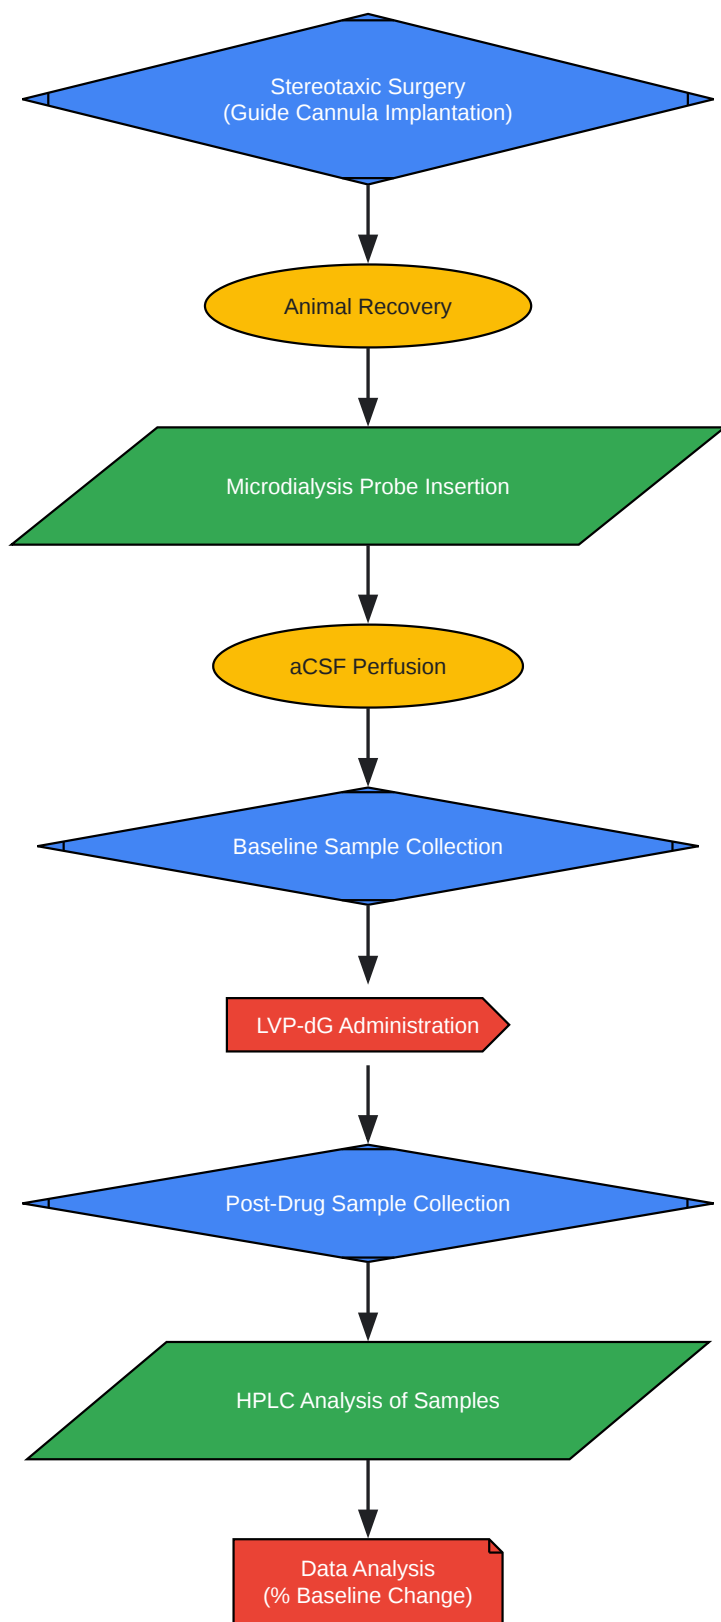 Stereotaxic Surgery
(Guide Cannula Implantation)
Animal Recovery
Microdialysis Probe Insertion
aCSF Perfusion
Baseline Sample Collection
LVP-dG Administration
Post-Drug Sample Collection
HPLC Analysis of Samples
Data Analysis
(% Baseline Change)